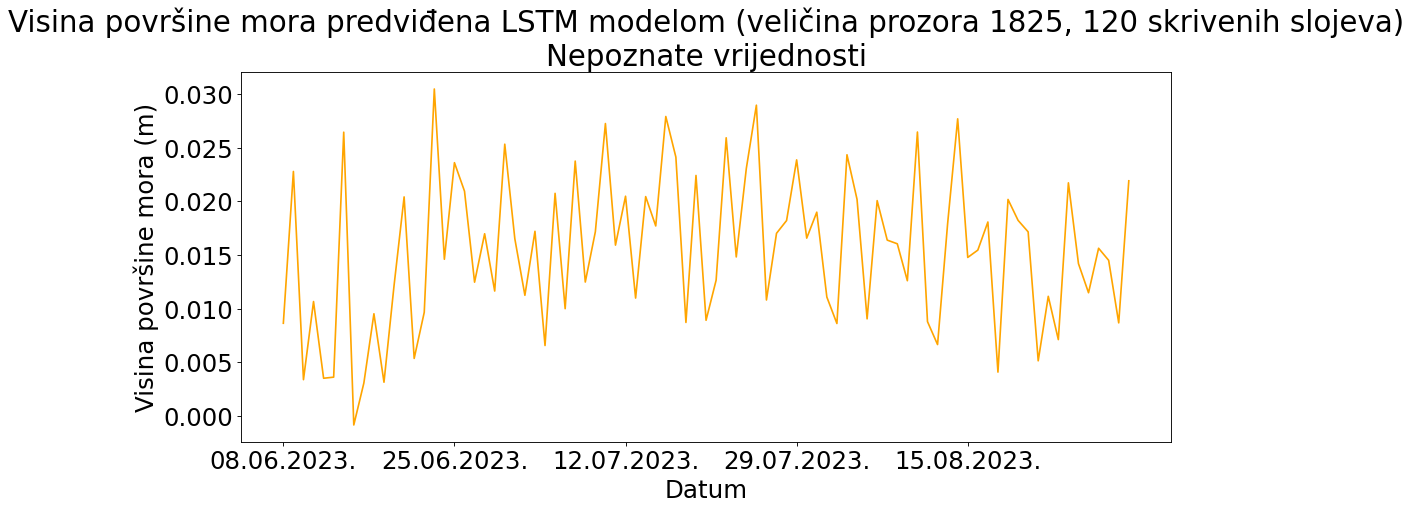 Visina površine mora predviđena LSTM modelom (veličina prozora 1825, 120 skrivenih slojeva)
Nepoznate vrijednosti
Visina površine mora (m)
0.030
0.025
0.020
0.015
0.010
0.005
0.000
08.06.2023. 25.06.2023. 12.07.2023. 29.07.2023. 15.08.2023.
Datum